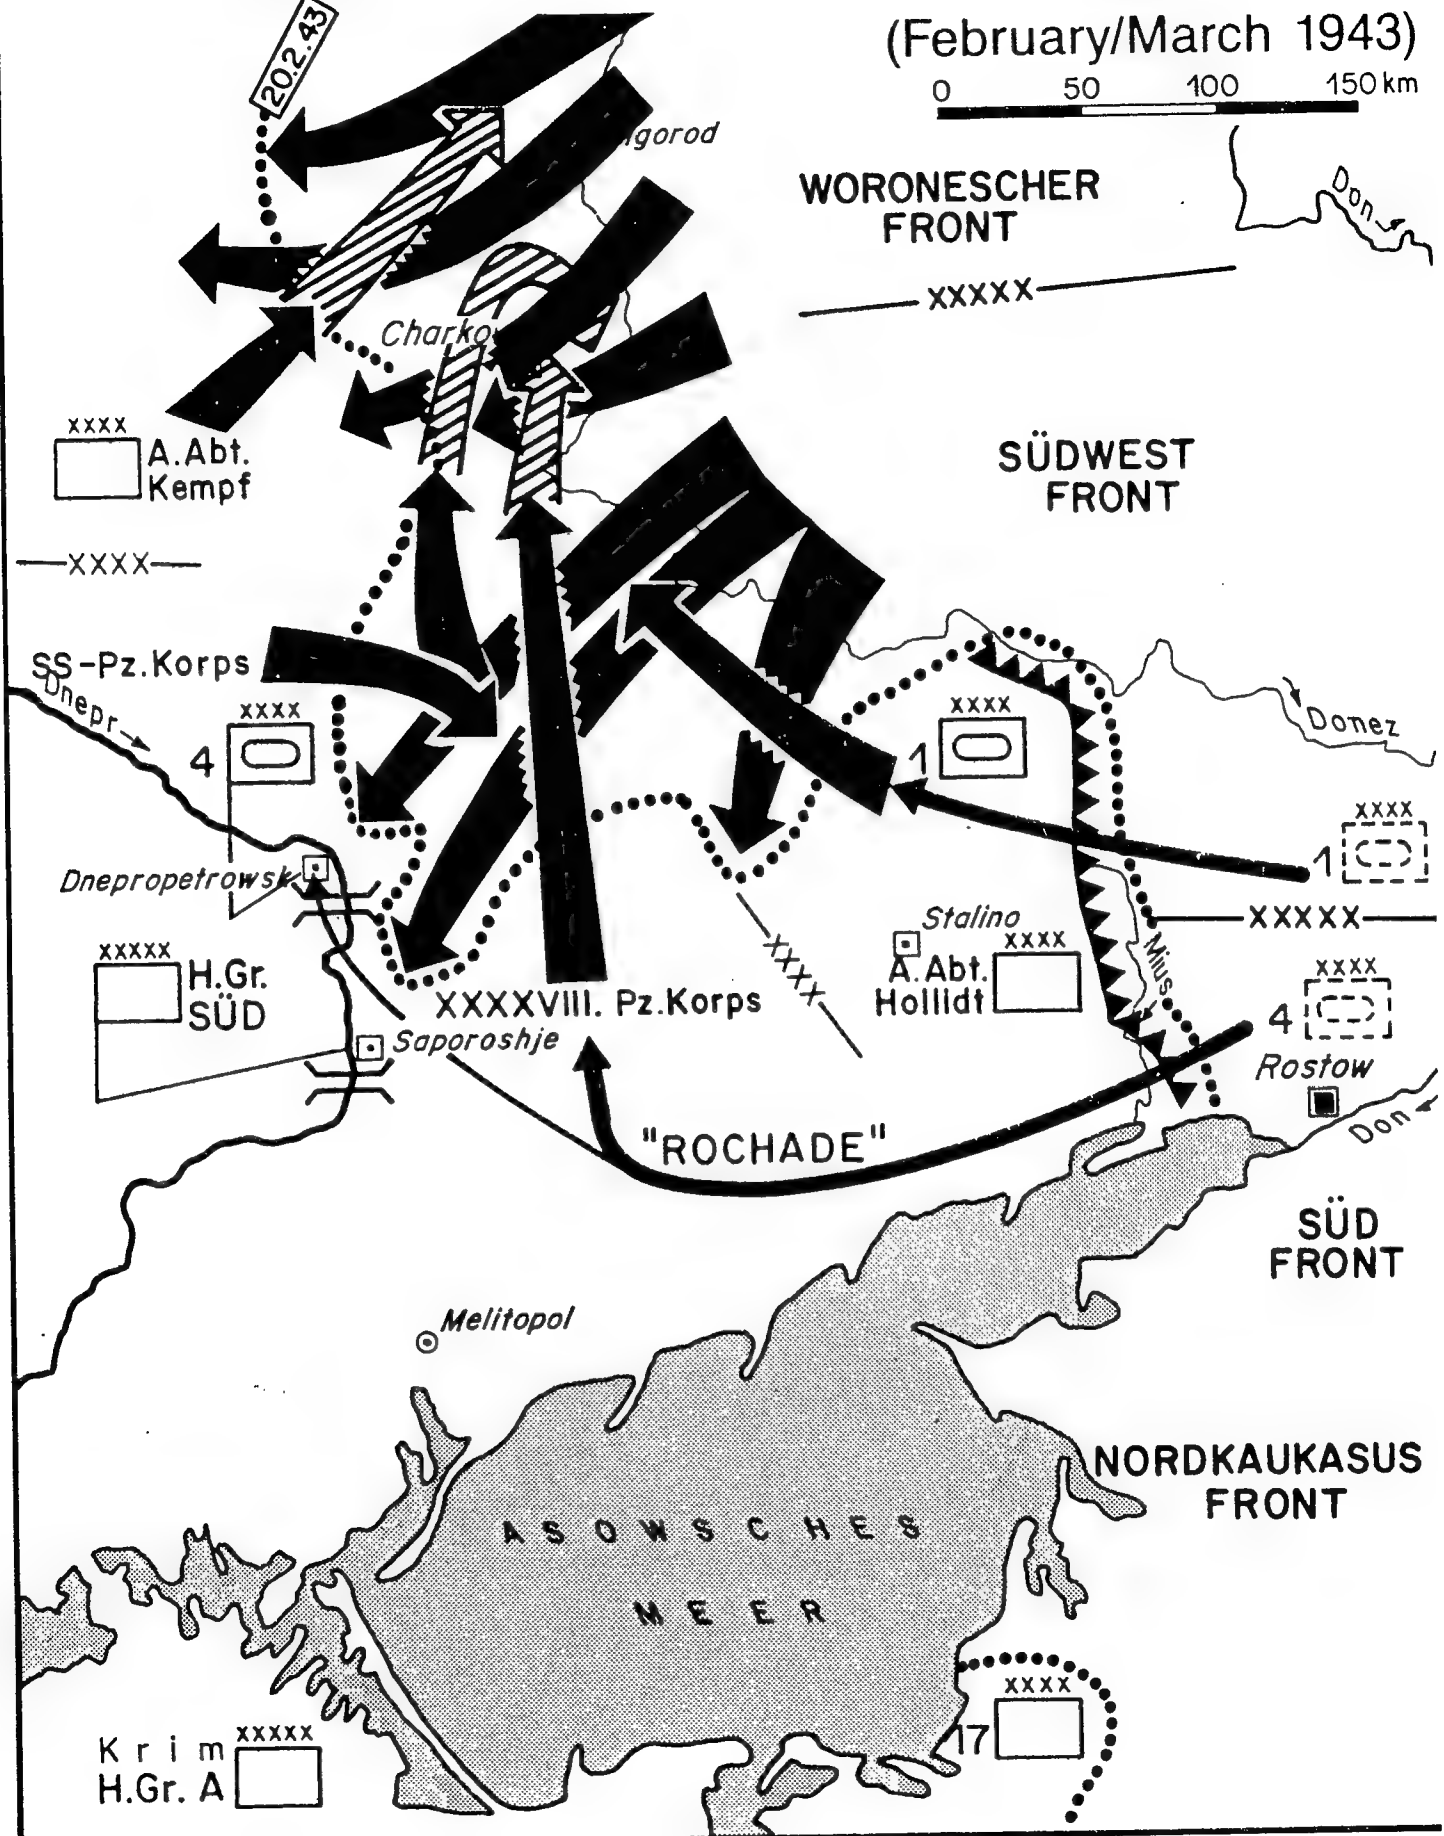 (February/March 1943)
0 50 100 150 km
20.2.43
gorod
WORONESCHER
FRONT
Don
XXXXX
Charko
XXXX
A.Abt.
Kempf
SÜDWEST
FRONT
XXXX
SS-Pz.Korps
Dnepr
XXXX
4
XXXX
1
Donez
XXXX
1
Dnepropetrowsk
XXXXX
Stalino
XXXX
A.Abt.
Hollidt
XXXX
Mius
XXXXX
H.Gr.
SÜD
XXXXVIII. Pz.Korps
XXXX
4
Saporoshje
Rostow
Don
"ROCHADE"
SÜD
FRONT
Melitopol
NORDKAUKASUS
FRONT
ASOWSCHES
MEER
XXXX
17
Krim
H.Gr. A
XXXXX